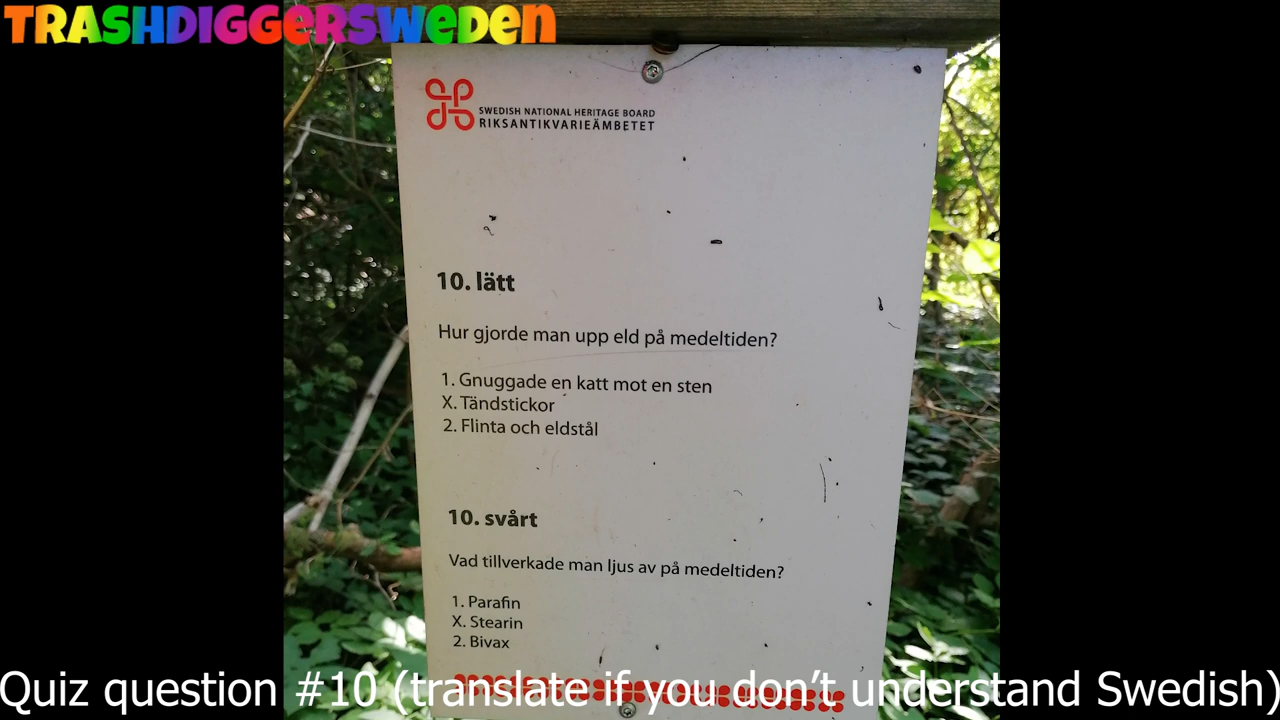 TRASHDIGGERSWEDEN
SWEDISH NATIONAL HERITAGE BOARD
RIKSANTIKVARIEÄMBETET
10. lätt
Hur gjorde man upp eld på medeltiden?
1. Gnuggade en katt mot en sten
X. Tändstickor
2. Flinta och eldstål
10. svårt
Vad tillverkade man ljus av på medeltiden?
1. Parafin
X. Stearin
2. Bivax
Quiz question #10 (translate if you don’t understand Swedish)